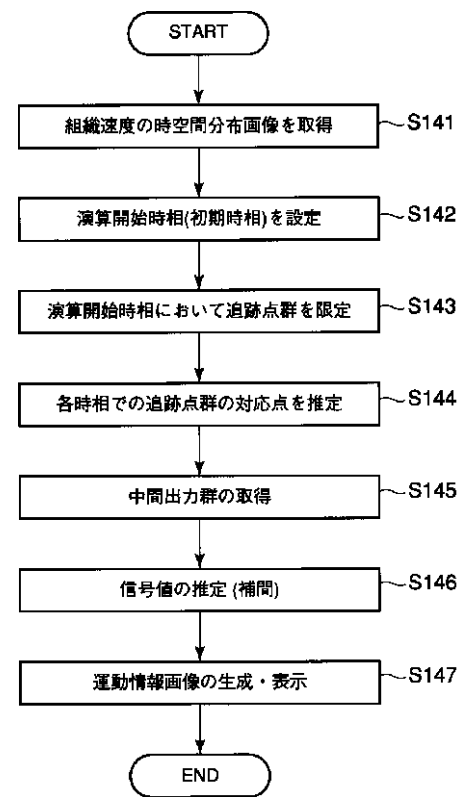 START
組織速度の時空間分布画像を取得
S141
演算開始時相(初期時相)を設定
S142
演算開始時相において追跡点群を限定
S143
各時相での追跡点群の対応点を推定
S144
中間出力群の取得
S145
信号値の推定 (補間)
S146
運動情報画像の生成・表示
S147
END